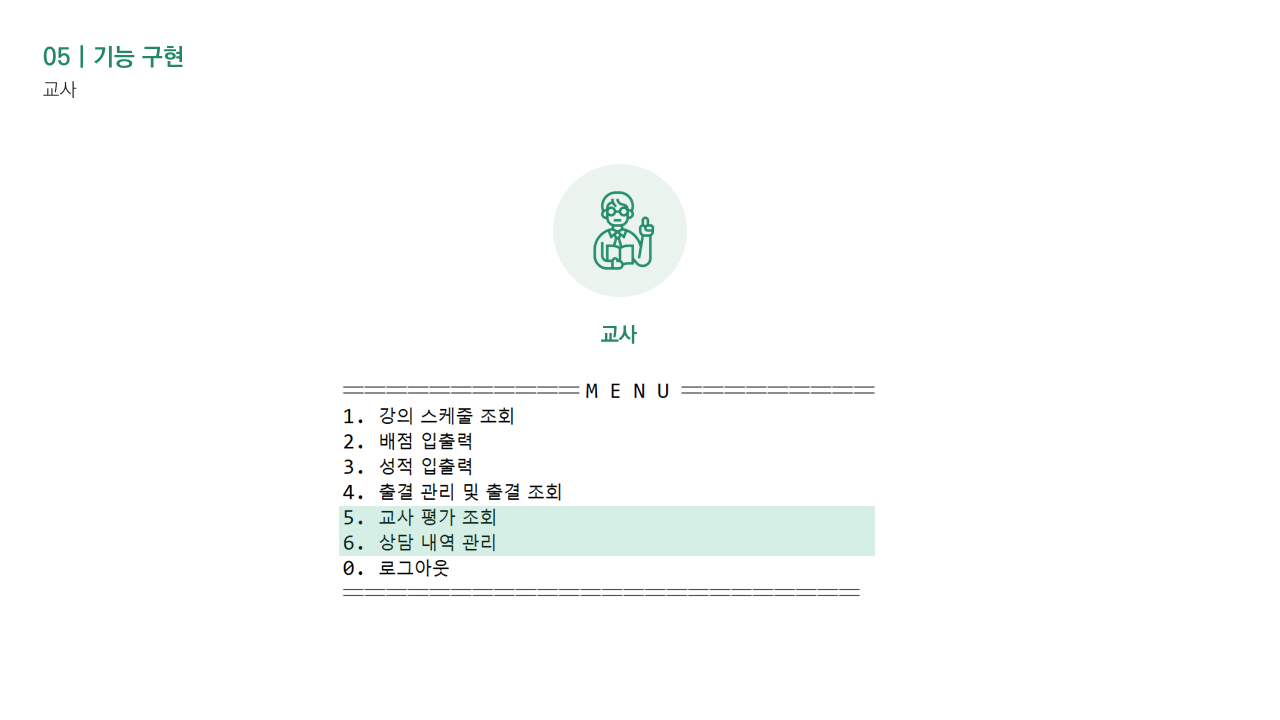 05 | 기능 구현
교사
교사
========================= M E N U ====================
1. 강의 스케줄 조회
2. 배점 입출력
3. 성적 입출력
4. 출결 관리 및 출결 조회
5. 교사 평가 조회
6. 상담 내역 관리
0. 로그아웃
================================================